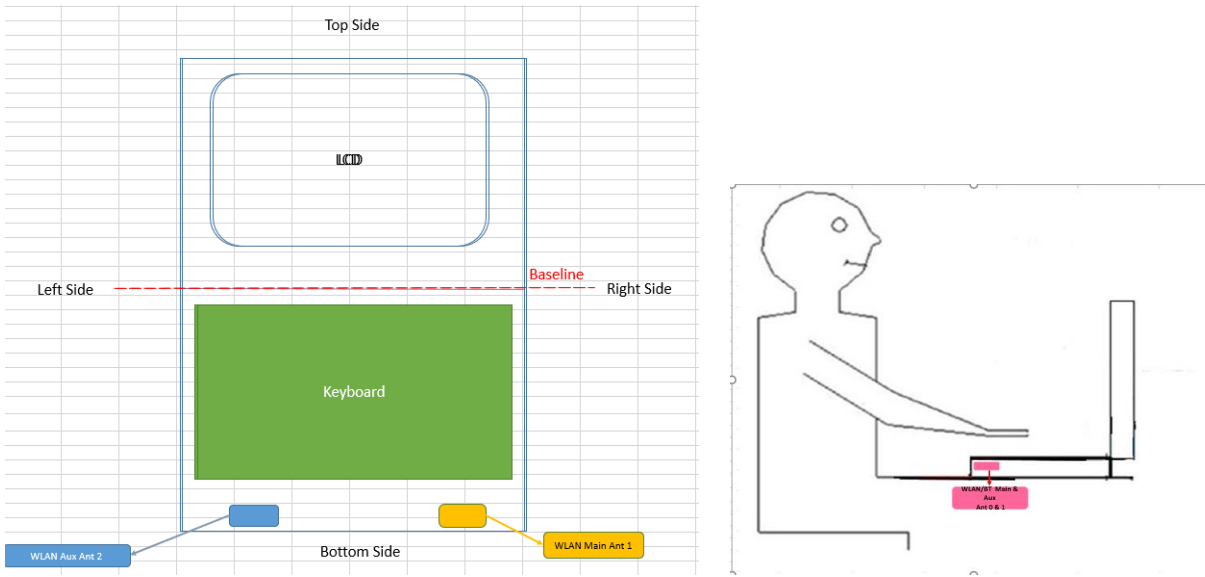 Top Side
LCD
Baseline
Left Side
Right Side
Keyboard
WLAN Aux Ant 2
WLAN Main Ant 1
Bottom Side
WLAN/BT Main &
Aux
Ant 0 & 1